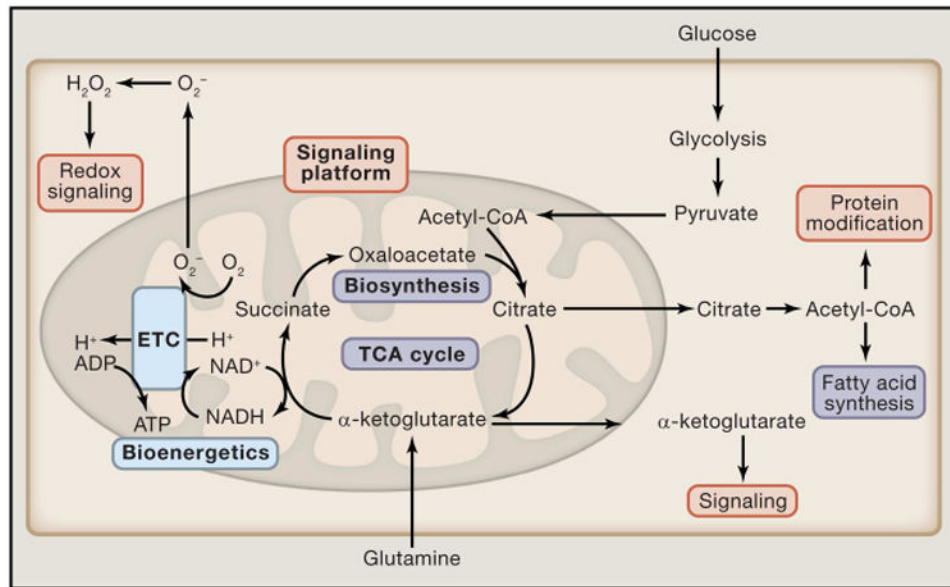 Glucose
H₂O₂
O₂⁻
Glycolysis
Redox
signaling
Signaling
platform
Protein
modification
Acetyl-CoA
Pyruvate
O₂⁻
O₂
Oxaloacetate
Biosynthesis
Succinate
Citrate
Citrate
Acetyl-CoA
H⁺
ETC
H⁺
ADP
NAD⁺
TCA cycle
Fatty acid
synthesis
ATP
NADH
α-ketoglutarate
α-ketoglutarate
Bioenergetics
Signaling
Glutamine